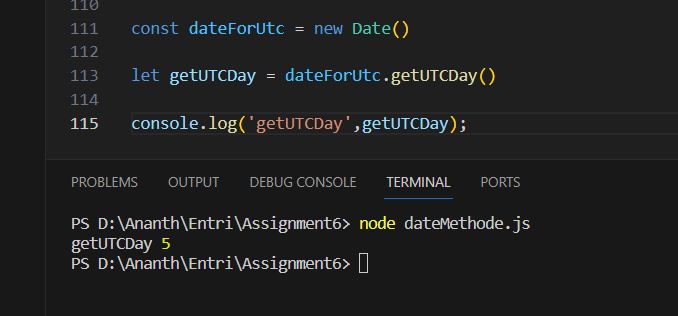 110
111 const dateForUtc = new Date()
112
113 let getUTCDay = dateForUtc.getUTCDay()
114
115 console.log('getUTCDay',getUTCDay);
PROBLEMS OUTPUT DEBUG CONSOLE TERMINAL PORTS
PS D:\Ananth\Entri\Assignment6> node dateMethode.js
getUTCDay 5
PS D:\Ananth\Entri\Assignment6>